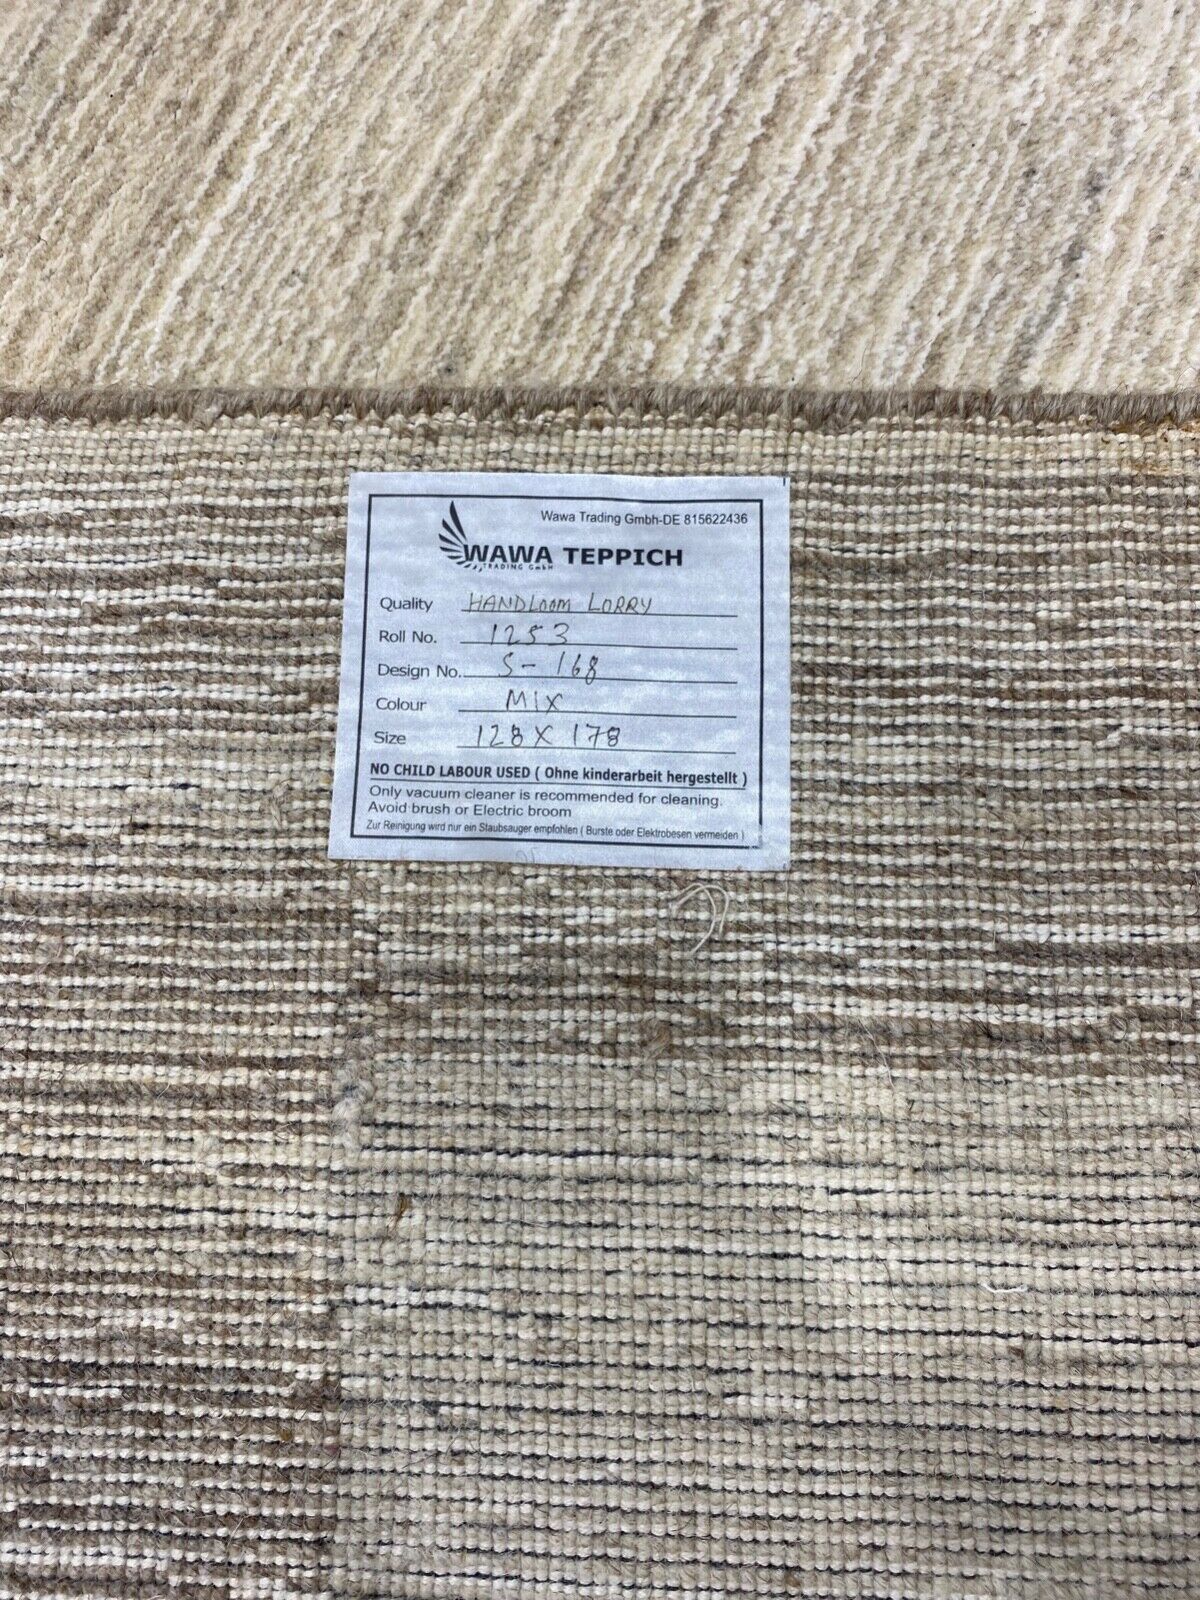 Wawa Trading Gmbh-DE 815622436
WAWA TEPPICH
TRADING GmbH
Quality HANDLOOM LORRY
Roll No. 1253
Design No. S-168
Colour MIX
Size 128 X 178
NO CHILD LABOUR USED ( Ohne kinderarbeit hergestellt )
Only vacuum cleaner is recommended for cleaning.
Avoid brush or Electric broom
Zur Reinigung wird nur ein Staubsauger empfohlen ( Burste oder Elektrobesen vermeiden )